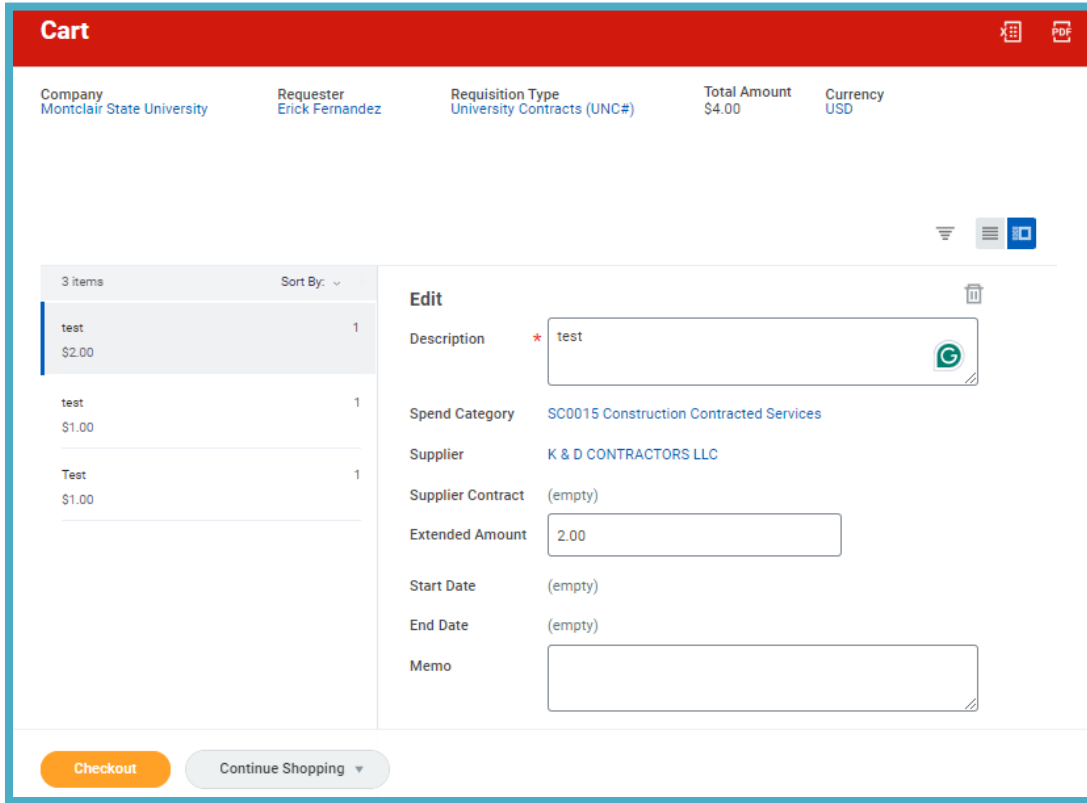 Cart
Company Requester Requisition Type Total Amount Currency
Montclair State University Erick Fernandez University Contracts (UNC#) $4.00 USD
3 items Sort By:
test 1
$2.00
test 1
$1.00
Test 1
$1.00
Edit
Description * test
Spend Category SC0015 Construction Contracted Services
Supplier K & D CONTRACTORS LLC
Supplier Contract (empty)
Extended Amount 2.00
Start Date (empty)
End Date (empty)
Memo
Checkout Continue Shopping
X PDF
G